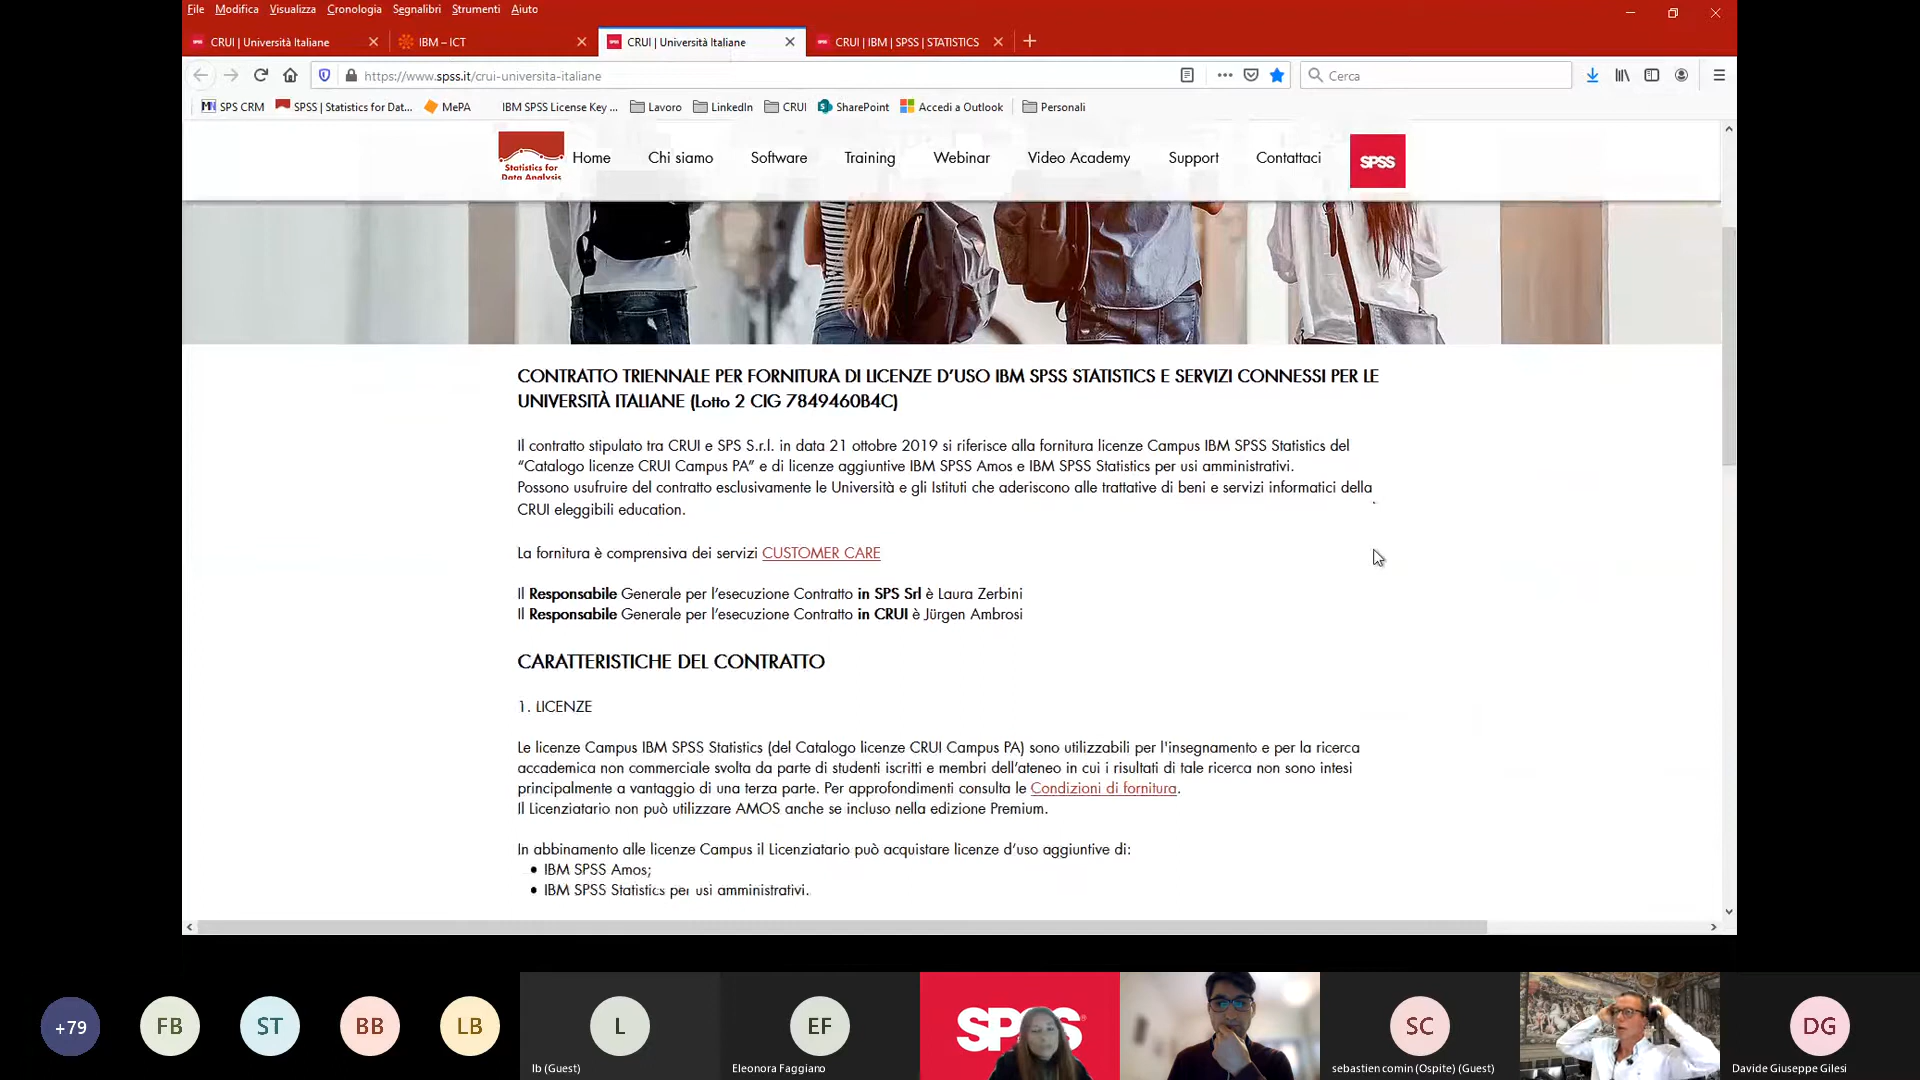 File Modifica Visualizza Cronologia Segnalibri Strumenti Aiuto
CRUI | Università Italiane IBM – ICT CRUI | Università Italiane CRUI | IBM | SPSS | STATISTICS
https://www.spss.it/crui-universita-italiane Cerca
SPS CRM SPSS | Statistics for Dat... MePA IBM SPSS License Key ... Lavoro LinkedIn CRUI SharePoint Accedi a Outlook Personali
Statistics for
Data Analysis
Home Chi siamo Software Training Webinar Video Academy Support Contattaci SPSS
CONTRATTO TRIENNALE PER FORNITURA DI LICENZE D’USO IBM SPSS STATISTICS E SERVIZI CONNESSI PER LE
UNIVERSITÀ ITALIANE (Lotto 2 CIG 7849460B4C)
Il contratto stipulato tra CRUI e SPS S.r.l. in data 21 ottobre 2019 si riferisce alla fornitura licenze Campus IBM SPSS Statistics del
“Catalogo licenze CRUI Campus PA” e di licenze aggiuntive IBM SPSS Amos e IBM SPSS Statistics per usi amministrativi.
Possono usufruire del contratto esclusivamente le Università e gli Istituti che aderiscono alle trattative di beni e servizi informatici della
CRUI eleggibili education.
La fornitura è comprensiva dei servizi CUSTOMER CARE
Il Responsabile Generale per l’esecuzione Contratto in SPS Srl è Laura Zerbini
Il Responsabile Generale per l’esecuzione Contratto in CRUI è Jürgen Ambrosi
CARATTERISTICHE DEL CONTRATTO
1. LICENZE
Le licenze Campus IBM SPSS Statistics (del Catalogo licenze CRUI Campus PA) sono utilizzabili per l'insegnamento e per la ricerca
accademica non commerciale svolta da parte di studenti iscritti e membri dell’ateneo in cui i risultati di tale ricerca non sono intesi
principalmente a vantaggio di una terza parte. Per approfondimenti consulta le Condizioni di fornitura.
Il Licenziatario non può utilizzare AMOS anche se incluso nella edizione Premium.
In abbinamento alle licenze Campus il Licenziatario può acquistare licenze d’uso aggiuntive di:
• IBM SPSS Amos;
• IBM SPSS Statistics per usi amministrativi.
+79 FB ST BB LB L EF SPSS SC DG
lb (Guest) Eleonora Faggiano sebastien comin (Ospite) (Guest) Davide Giuseppe Gilesi